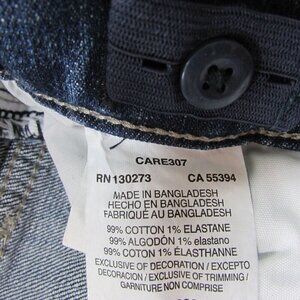 CARE307
RN 130273 CA 55394
MADE IN BANGLADESH
HECHO EN BANGLADESH
FABRIQUÉ AU BANGLADESH
99% COTTON 1% ELASTANE
99% ALGODÓN 1% elastano
99% COTON 1% ÉLASTHANNE
EXCLUSIVE OF DECORATION / EXCEPTO
DECORACION / EXCLUSIVE OF TRIMMING /
GARNITURE NON COMPRISE